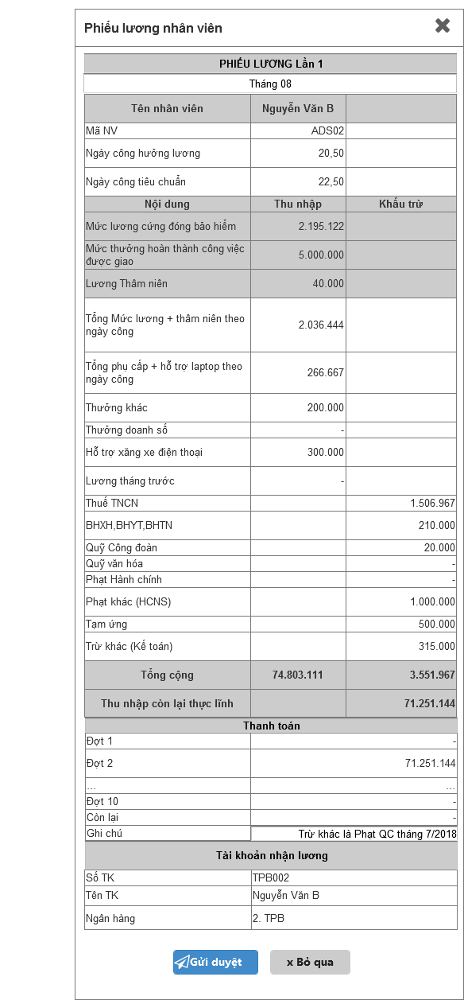 Phiếu lương nhân viên
PHIẾU LƯƠNG Lần 1
Tháng 08
Tên nhân viên Nguyễn Văn B
Mã NV ADS02
Ngày công hưởng lương 20,50
Ngày công tiêu chuẩn 22,50
Nội dung Thu nhập Khấu trừ
Mức lương cứng đóng bảo hiểm 2.195.122
Mức thưởng hoàn thành công việc
được giao 5.000.000
Lương Thâm niên 40.000
Tổng Mức lương + thâm niên theo
ngày công 2.036.444
Tổng phụ cấp + hỗ trợ laptop theo
ngày công 266.667
Thưởng khác 200.000
Thưởng doanh số -
Hỗ trợ xăng xe điện thoại 300.000
Lương tháng trước -
Thuế TNCN 1.506.967
BHXH,BHYT,BHTN 210.000
Quỹ Công đoàn 20.000
Quỹ văn hóa -
Phạt Hành chính -
Phạt khác (HCNS) 1.000.000
Tạm ứng 500.000
Trừ khác (Kế toán) 315.000
Tổng cộng 74.803.111 3.551.967
Thu nhập còn lại thực lĩnh 71.251.144
Thanh toán
Đợt 1 -
Đợt 2 71.251.144
... ...
Đợt 10 -
Còn lại -
Ghi chú Trừ khác là Phạt QC tháng 7/2018
Tài khoản nhận lương
Số TK TPB002
Tên TK Nguyễn Văn B
Ngân hàng 2. TPB
Gửi duyệt x Bỏ qua